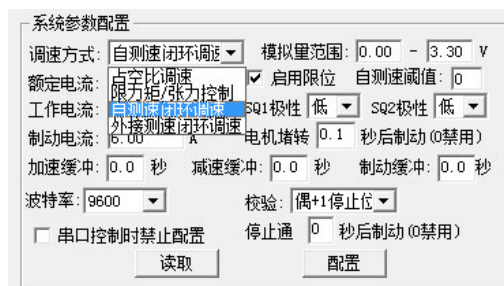 系统参数配置
调速方式: 自测速闭环调速 模拟量范围: 0.00 - 3.30 V
占空比调速
额定电流: 启用限位 自测速阈值: 0
限力矩/张力控制
自测速闭环调速
工作电流: SQ1极性 低 SQ2极性 低
外接测速闭环调速
制动电流: 6.00 A 电机堵转 0.1 秒后制动(0禁用)
加速缓冲: 0.0 秒 减速缓冲: 0.0 秒 制动缓冲: 0.0 秒
波特率: 9600 校验: 偶+1停止位
串口控制时禁止配置 停止通 0 秒后制动(0禁用)
读取 配置